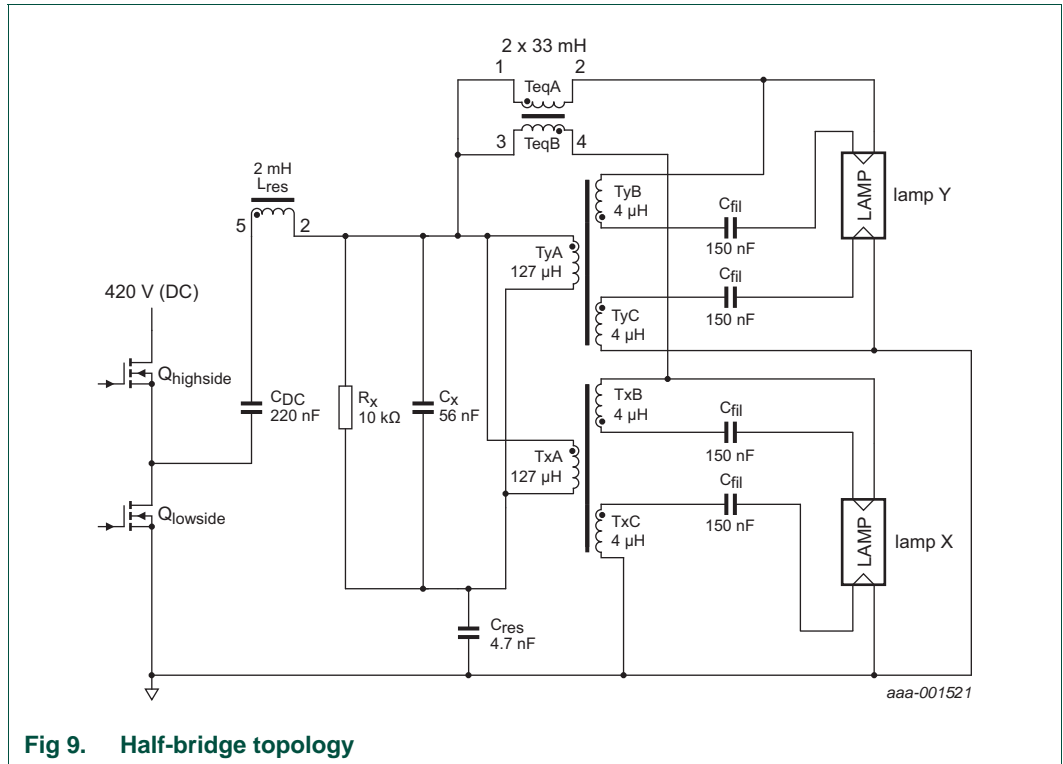 2 x 33 mH
1
2
TeqA
3
TeqB
4
2 mH
Lres
5
2
420 V (DC)
Qhighside
CDC
220 nF
Qlowside
Rx
10 kΩ
Cx
56 nF
Cres
4.7 nF
TyA
127 µH
TyB
4 µH
TyC
4 µH
Cfil
150 nF
Cfil
150 nF
LAMP
lamp Y
TxA
127 µH
TxB
4 µH
TxC
4 µH
Cfil
150 nF
Cfil
150 nF
LAMP
lamp X
aaa-001521
Fig 9. Half-bridge topology